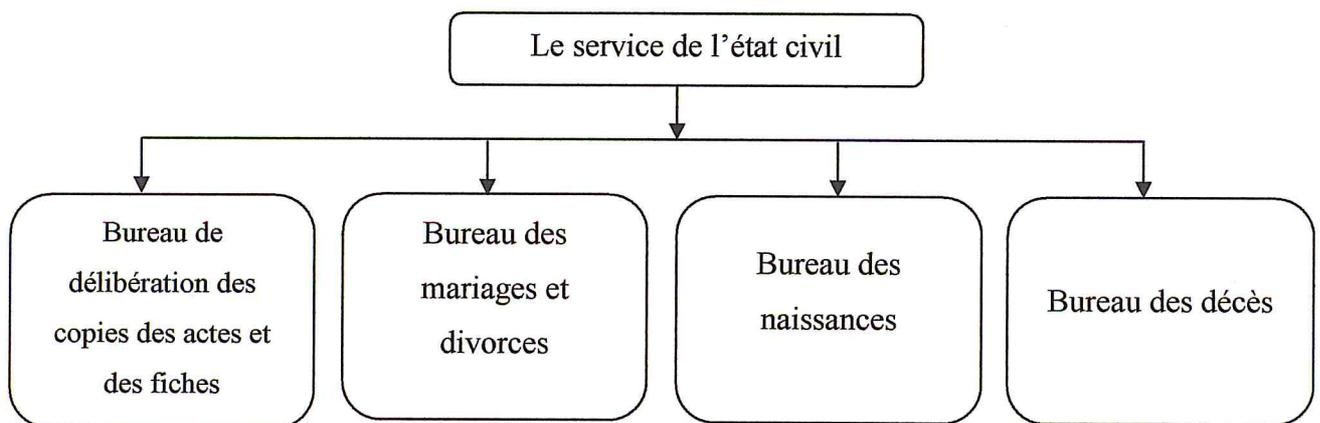 Le service de l'état civil
Bureau de
délibération des
copies des actes et
des fiches
Bureau des
mariages et
divorces
Bureau des
naissances
Bureau des décès